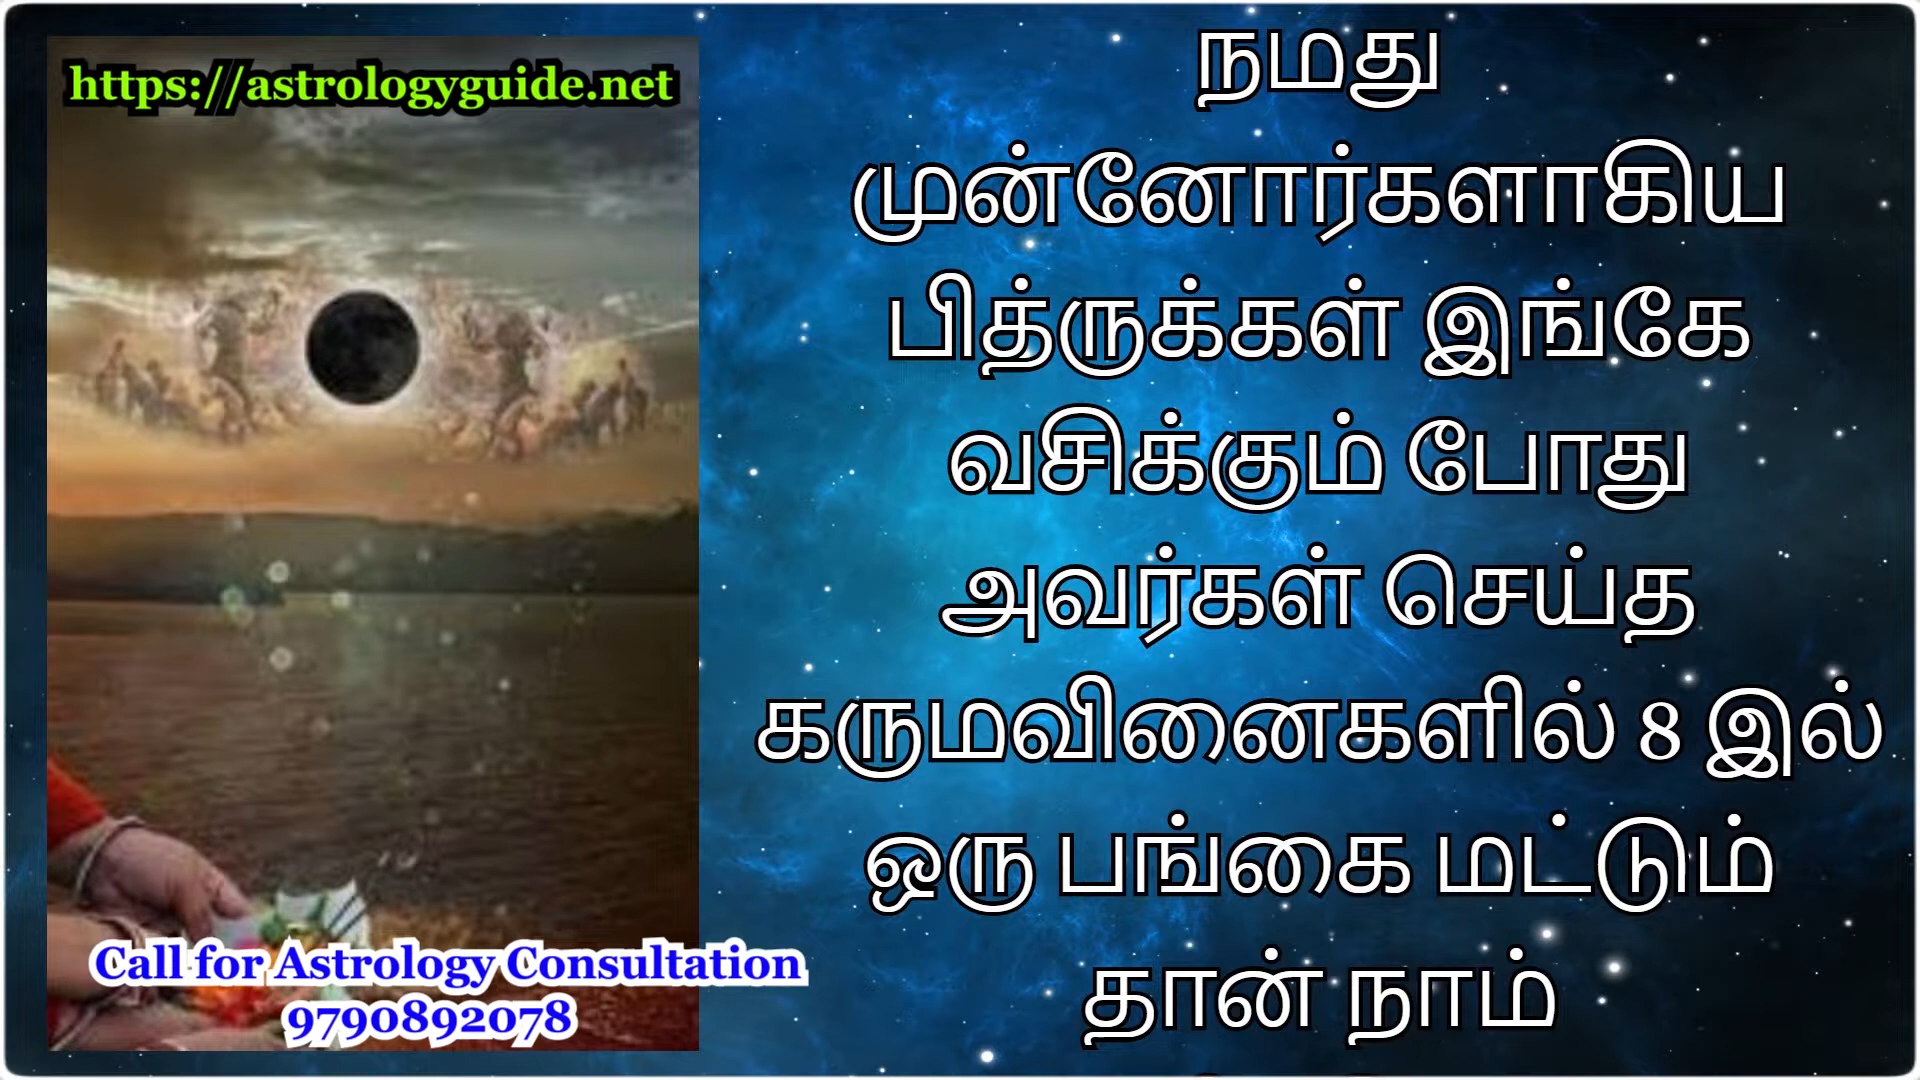 https://astrologyguide.net
Call for Astrology Consultation
9790892078
நமது
முன்னோர்களாகிய
பித்ருக்கள் இங்கே
வசிக்கும் போது
அவர்கள் செய்த
கருமவினைகளில் 8 இல்
ஒரு பங்கை மட்டும்
தான் நாம்